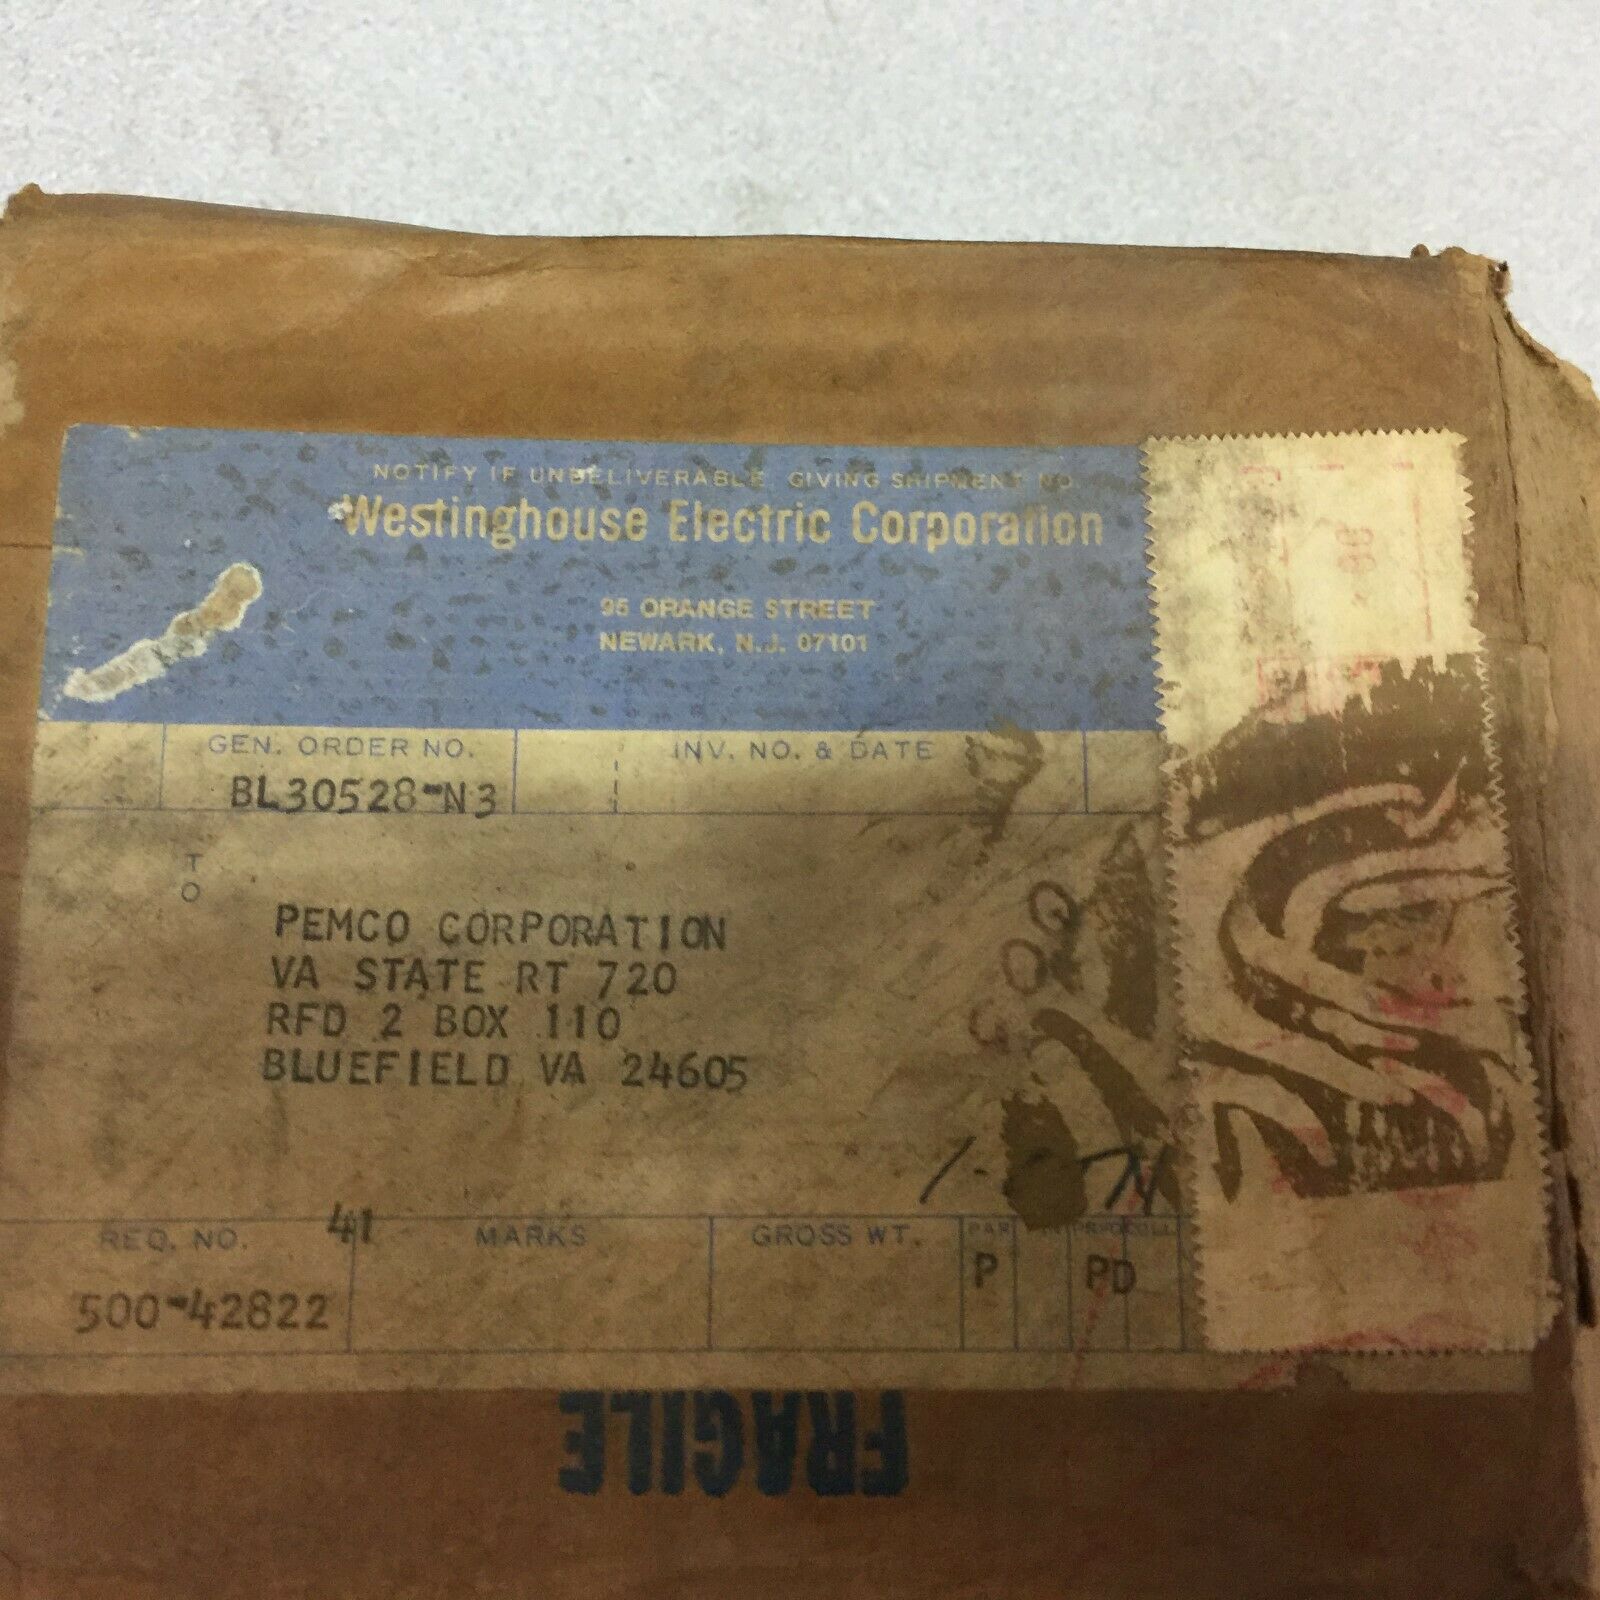 NOTIFY IF UNDELIVERABLE, GIVING SHIPMENT NO.
Westinghouse Electric Corporation
95 ORANGE STREET
NEWARK, N.J. 07101
GEN. ORDER NO. INV. NO. & DATE
BL30528-N3
TO
PEMCO CORPORATION
VA STATE RT 720
RFD 2 BOX 110
BLUEFIELD VA 24605
41
REQ. NO. MARKS GROSS WT. PAR COLL
500-42822 P PD
FRAGILE